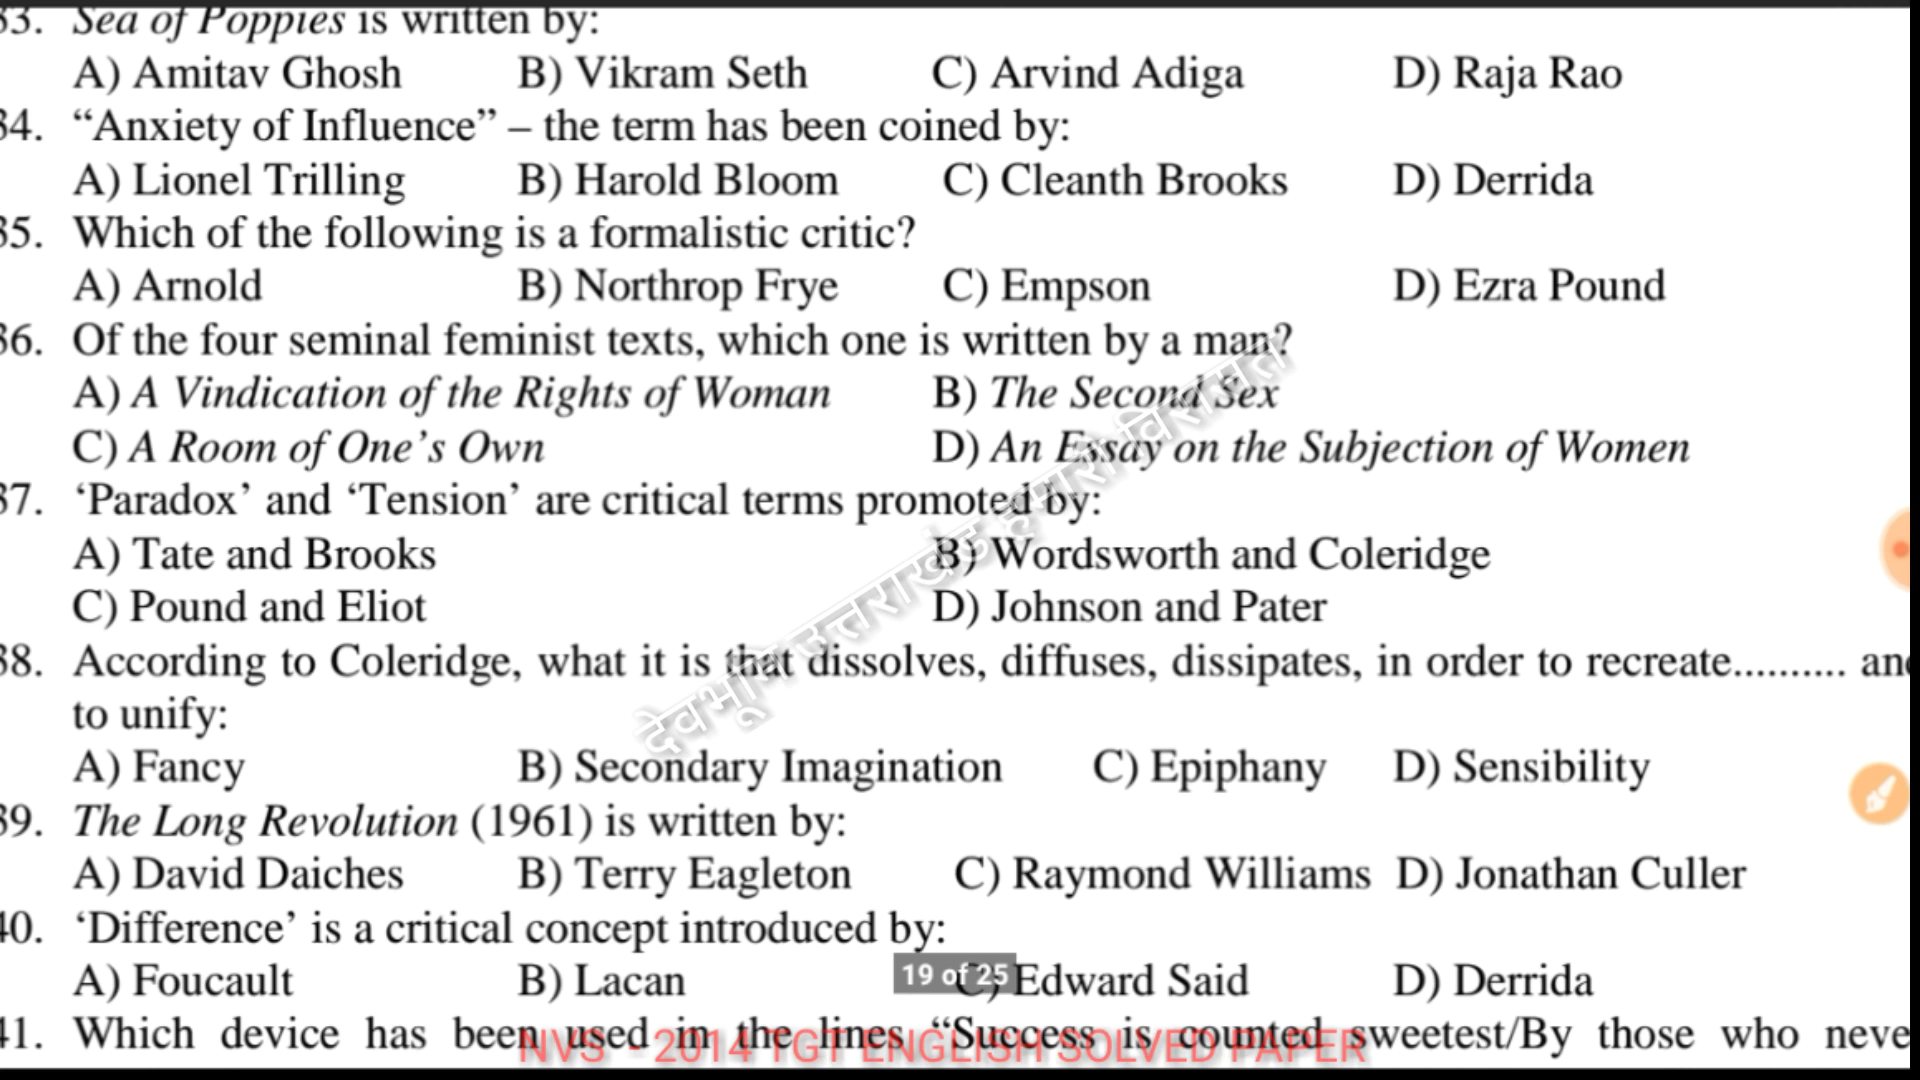 33. Sea of Poppies is written by:
A) Amitav Ghosh B) Vikram Seth C) Arvind Adiga D) Raja Rao
34. “Anxiety of Influence” – the term has been coined by:
A) Lionel Trilling B) Harold Bloom C) Cleanth Brooks D) Derrida
35. Which of the following is a formalistic critic?
A) Arnold B) Northrop Frye C) Empson D) Ezra Pound
36. Of the four seminal feminist texts, which one is written by a man?
A) A Vindication of the Rights of Woman B) The Second Sex
C) A Room of One’s Own D) An Essay on the Subjection of Women
37. ‘Paradox’ and ‘Tension’ are critical terms promoted by:
A) Tate and Brooks B) Wordsworth and Coleridge
C) Pound and Eliot D) Johnson and Pater
38. According to Coleridge, what it is that dissolves, diffuses, dissipates, in order to recreate.......... and
to unify:
A) Fancy B) Secondary Imagination C) Epiphany D) Sensibility
39. The Long Revolution (1961) is written by:
A) David Daiches B) Terry Eagleton C) Raymond Williams D) Jonathan Culler
40. ‘Difference’ is a critical concept introduced by:
A) Foucault B) Lacan C) Edward Said D) Derrida
19 of 25
41. Which device has been used in the lines “Success is counted sweetest/By those who neve
NVS - 2014 TGT ENGLISH SOLVED PAPER
देवभूमि उत्तराखंड हमारी विरासत